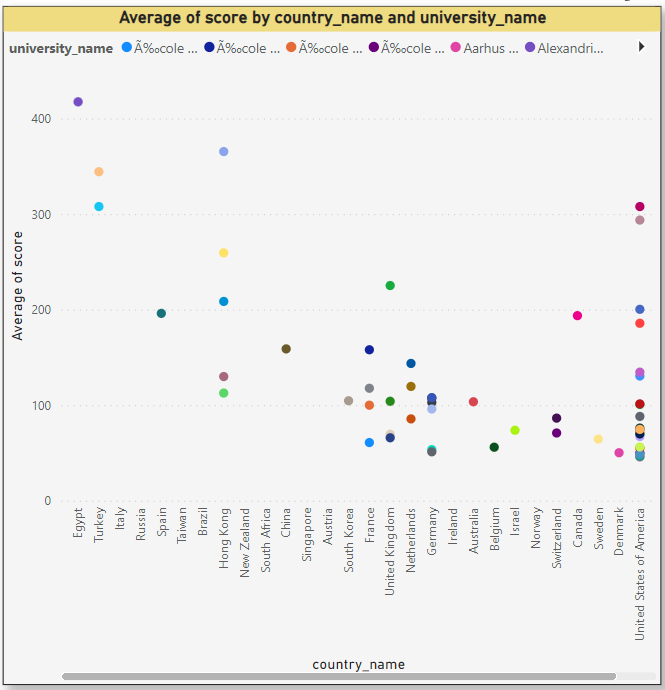 Average of score by country_name and university_name
university_name Ã‰cole ... Ã‰cole ... Ã‰cole ... Ã‰cole ... Aarhus ... Alexandri...
Average of score
400
300
200
100
0
Egypt
Turkey
Italy
Russia
Spain
Taiwan
Brazil
Hong Kong
New Zealand
South Africa
China
Singapore
Austria
South Korea
France
United Kingdom
Netherlands
Germany
Ireland
Australia
Belgium
Israel
Norway
Switzerland
Canada
Sweden
Denmark
United States of America
country_name